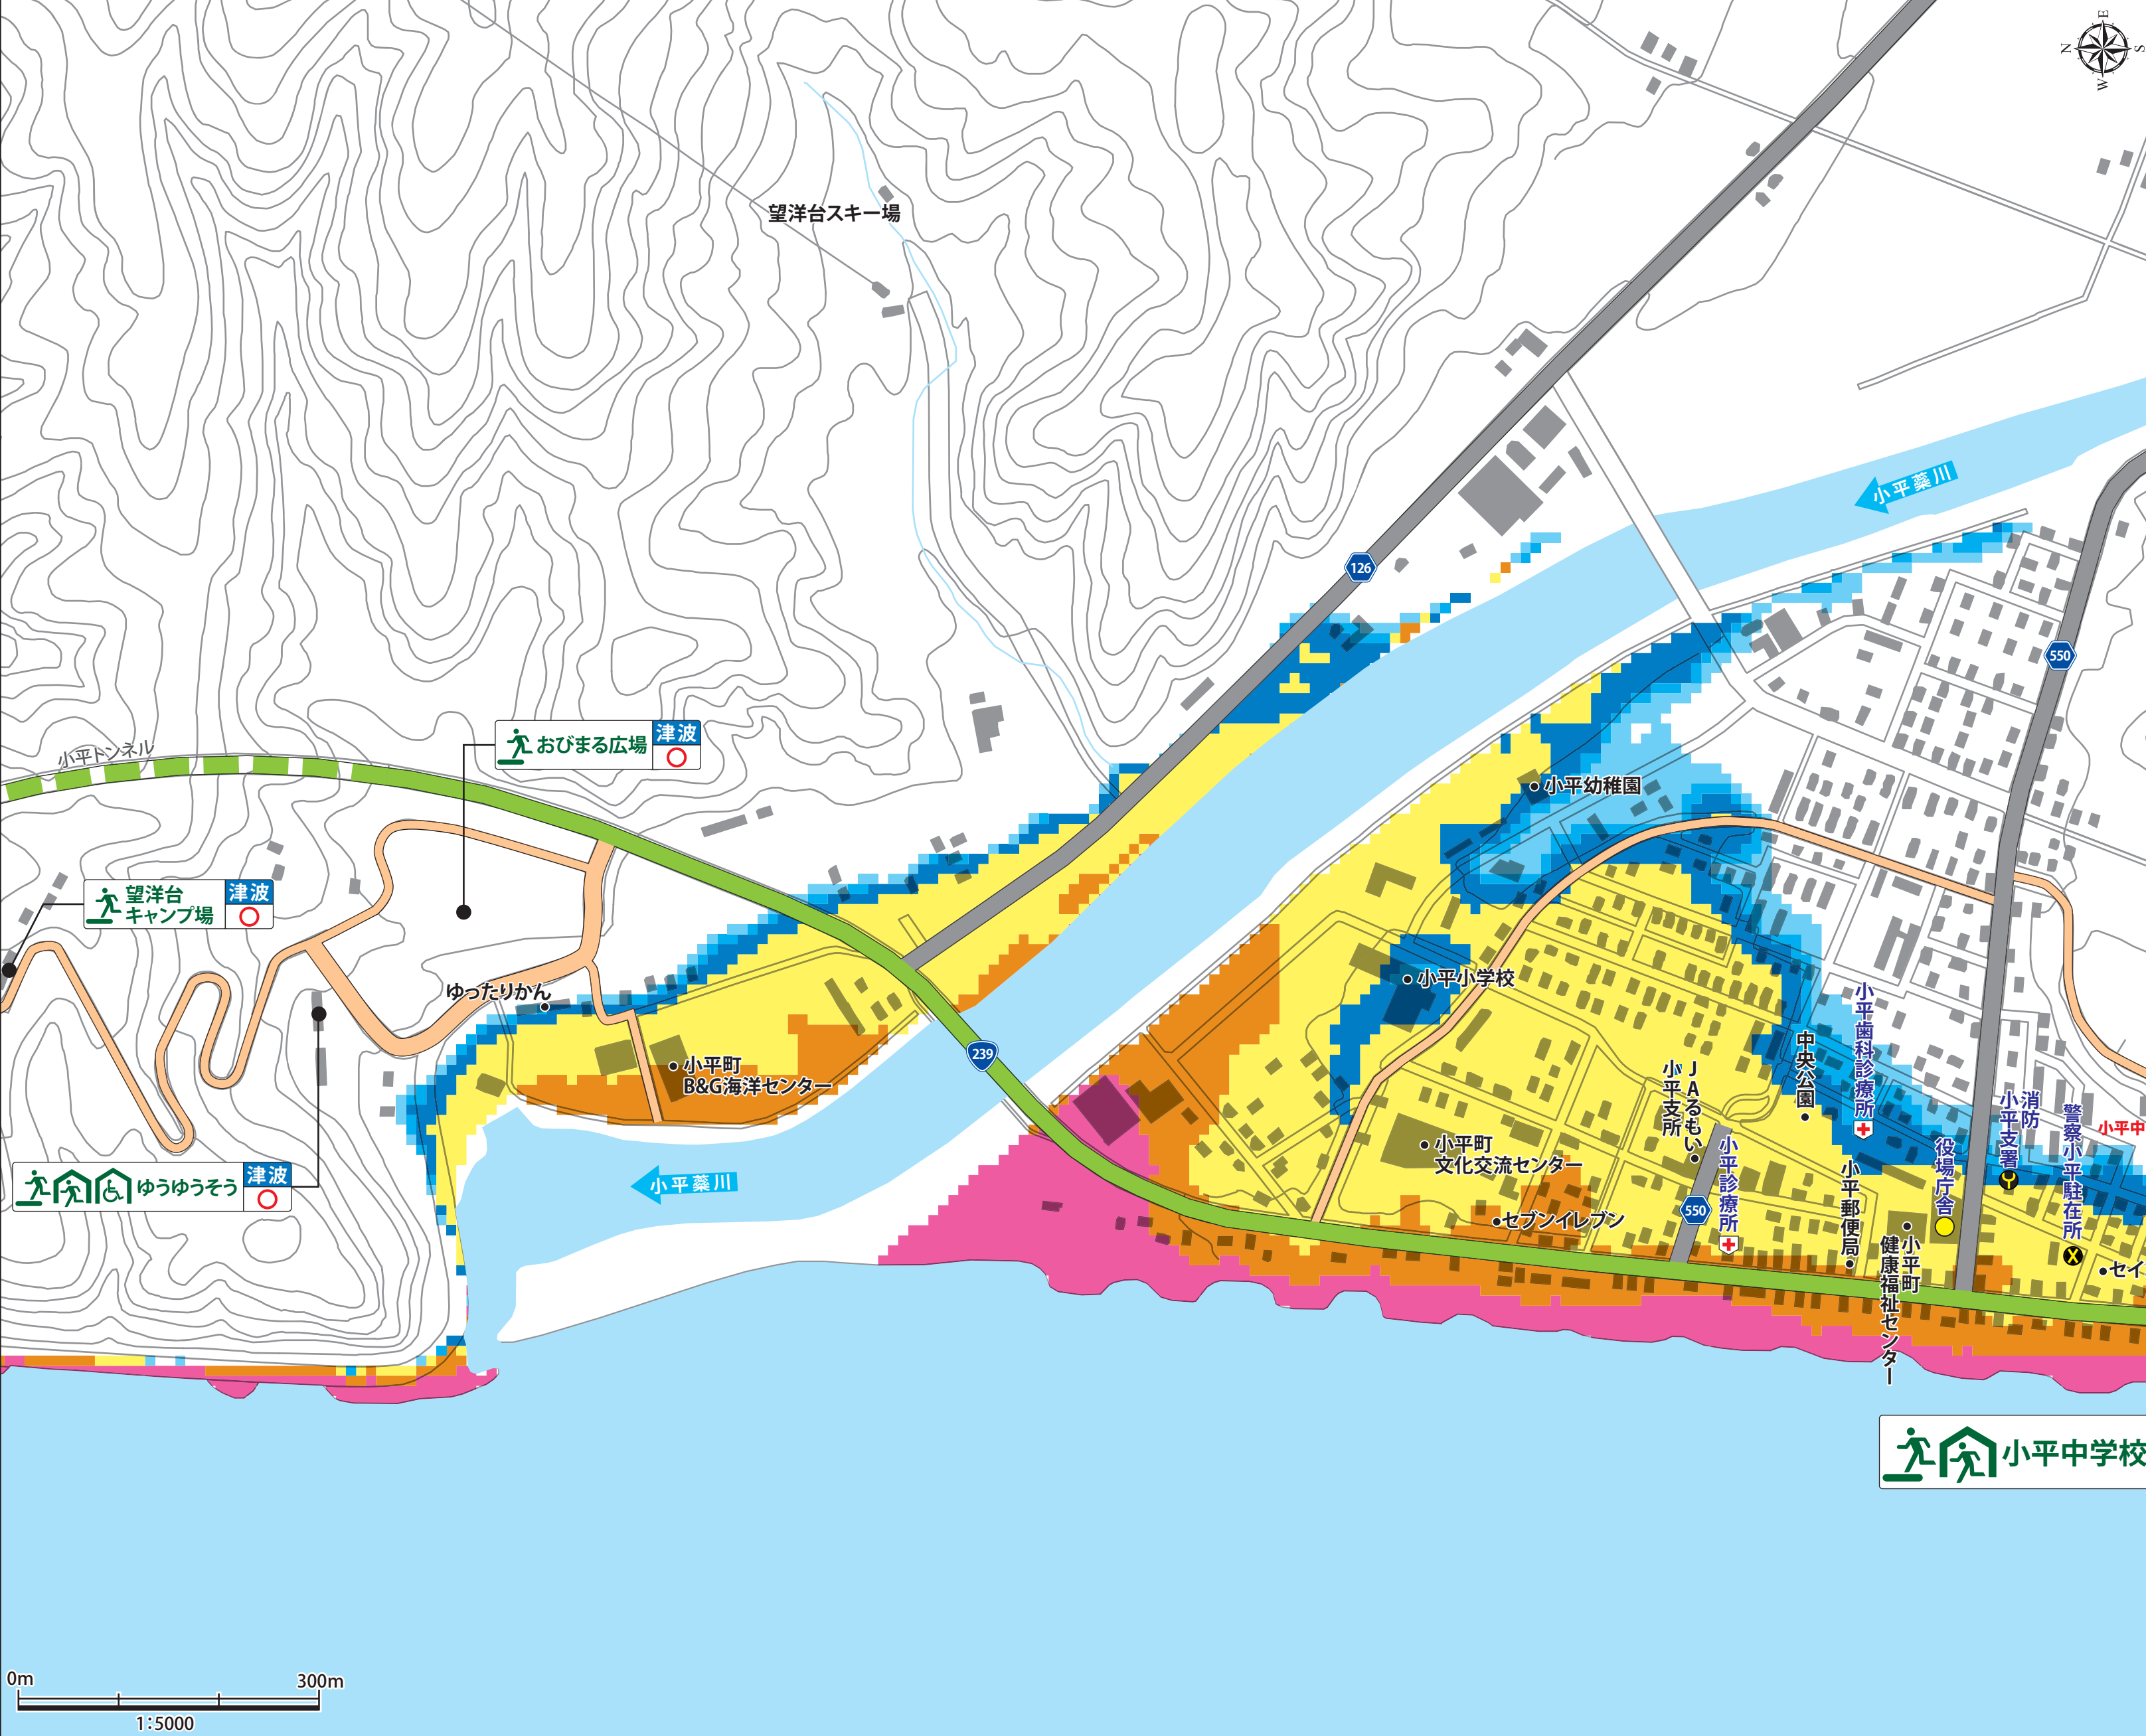 E
N
S
W
望洋台スキー場
小平蘂川
126
550
小平トンネル
おびまる広場
津波
小平幼稚園
望洋台
キャンプ場
津波
ゆったりかん
小平小学校
小平歯科診療所
中央公園
239
小平町
B&G海洋センター
JAるもい
小平支所
消防
小平支署
警察小平駐在所
小平中
小平町
文化交流センター
小平診療所
役場庁舎
小平郵便局
ゆうゆうそう
津波
小平蘂川
セブンイレブン
550
小平町
健康福祉センター
セイ
小平中学校
0m
300m
1:5000